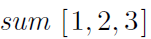 sum [1, 2, 3]